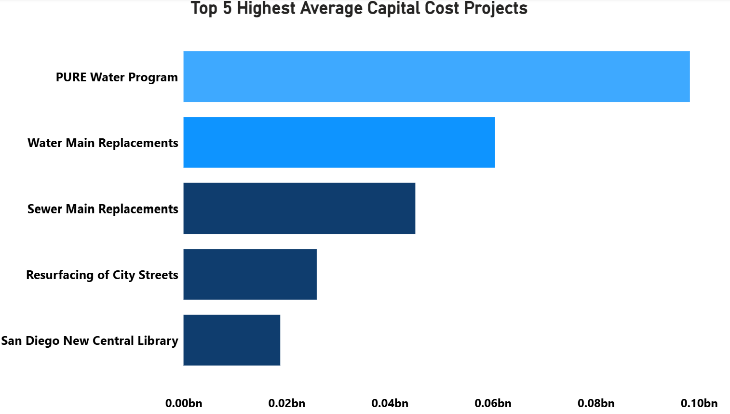 Top 5 Highest Average Capital Cost Projects
PURE Water Program
Water Main Replacements
Sewer Main Replacements
Resurfacing of City Streets
San Diego New Central Library
0.00bn 0.02bn 0.04bn 0.06bn 0.08bn 0.10bn